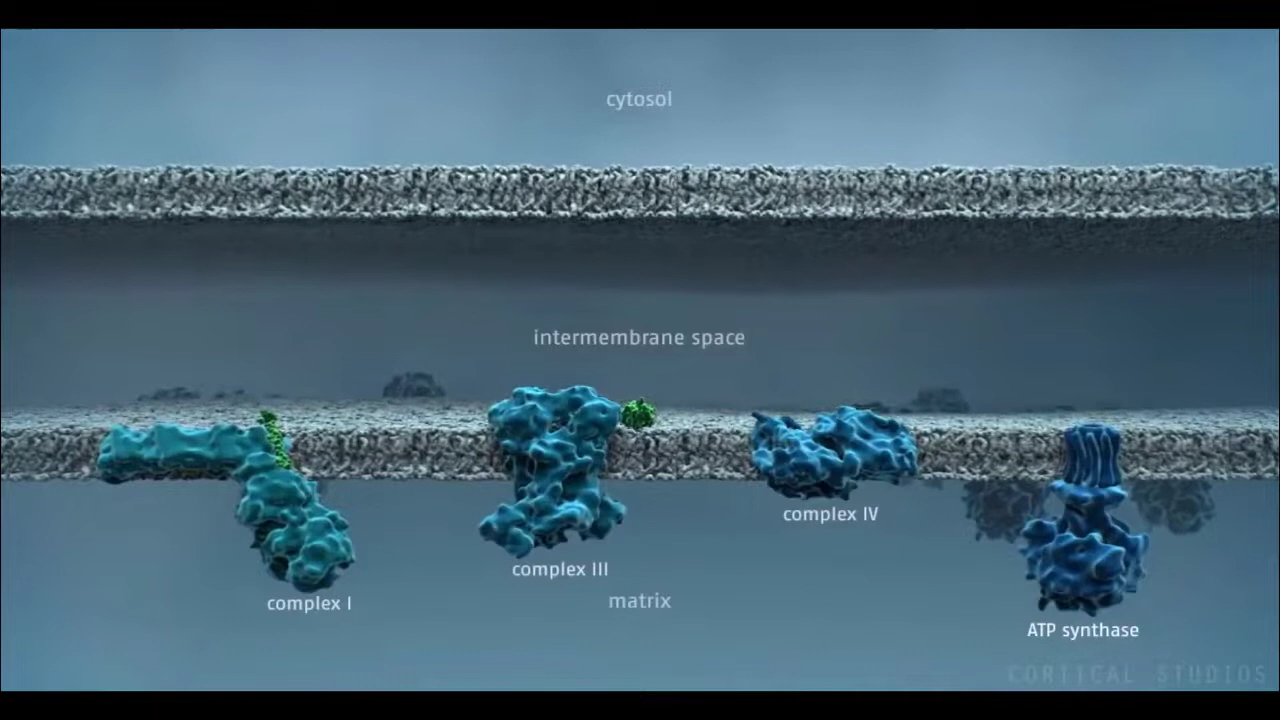 cytosol
intermembrane space
complex IV
complex III
matrix
complex I
ATP synthase
CORTICAL STUDIOS